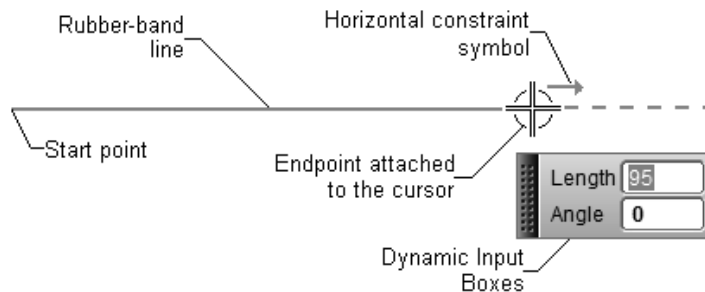 Rubber-band
line
Horizontal constraint
symbol
Start point
Endpoint attached
to the cursor
Length 95
Angle 0
Dynamic Input
Boxes